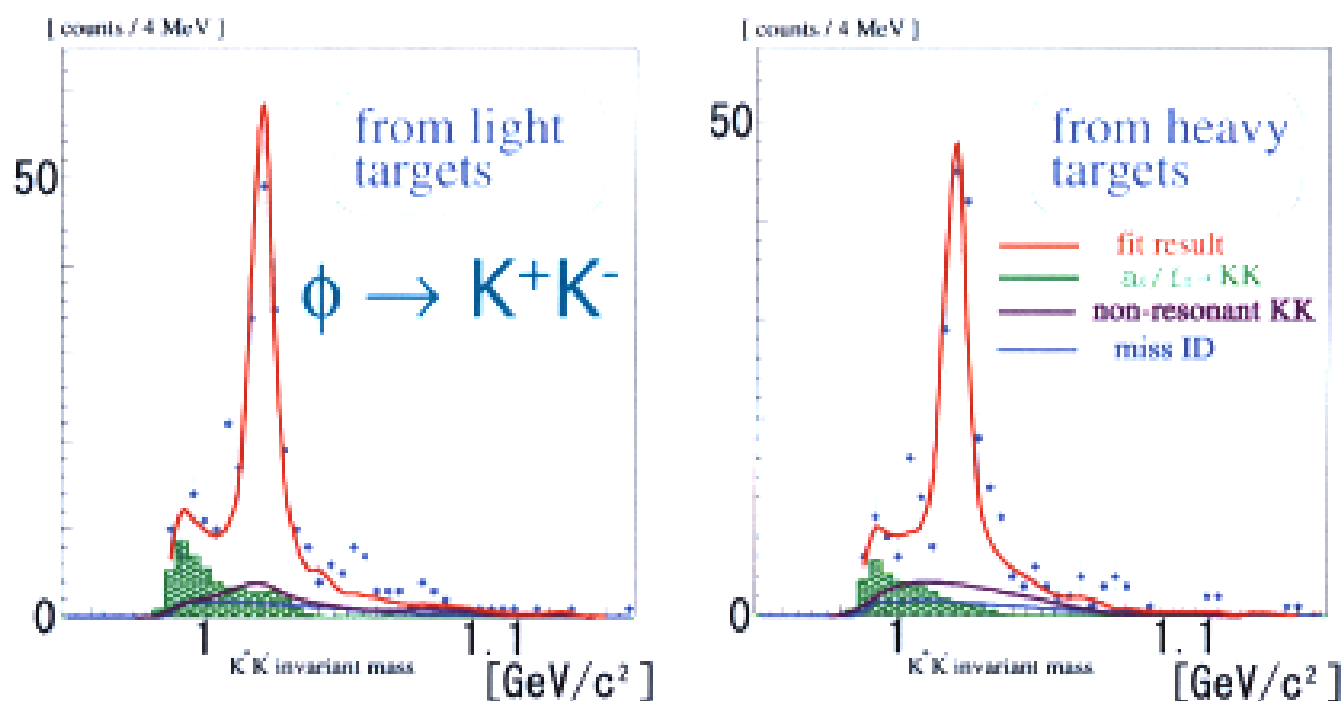 [ counts / 4 MeV ]
50
from light
targets
ϕ → K⁺K⁻
0
1
1.1
K⁺K⁻ invariant mass
[GeV/c²]
[ counts / 4 MeV ]
50
from heavy
targets
fit result
→ KK
non-resonant KK
miss ID
0
1
1.1
K⁺K⁻ invariant mass
[GeV/c²]